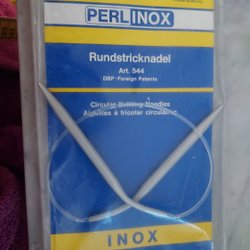 PERLINOX
Rundstricknadel
Art. 544
DBP-Foreign Patents
Circular Knitting Needles
Aiguilles à tricoter circulaires
INOX